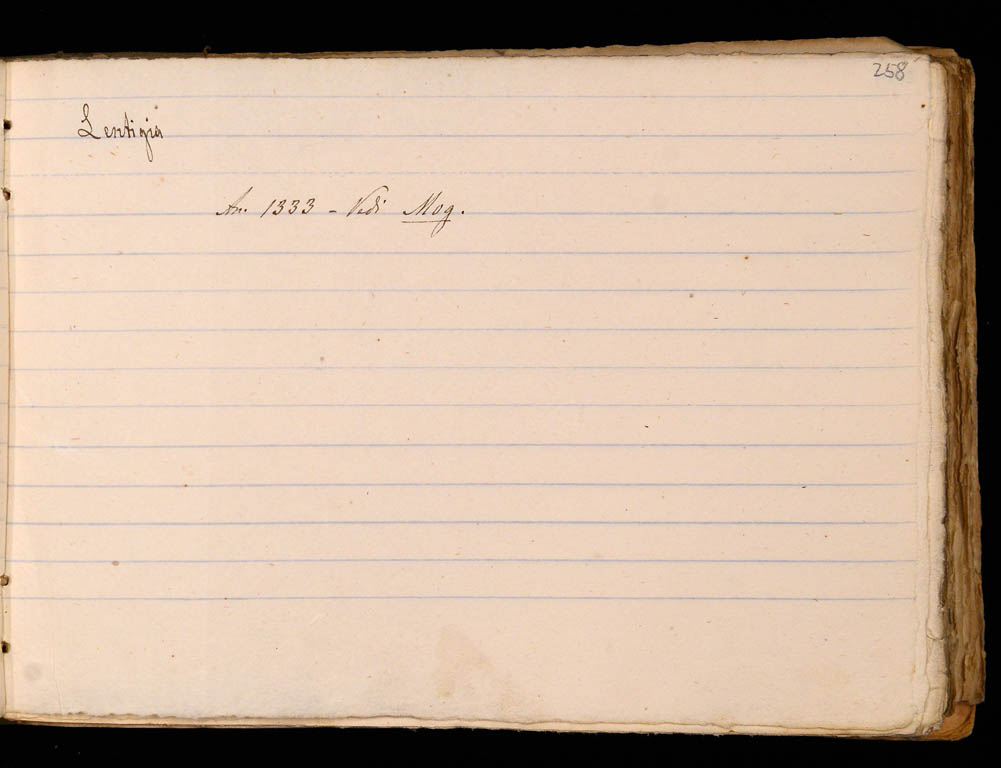 258
Lentigia
An. 1333 - Vedi Mog.